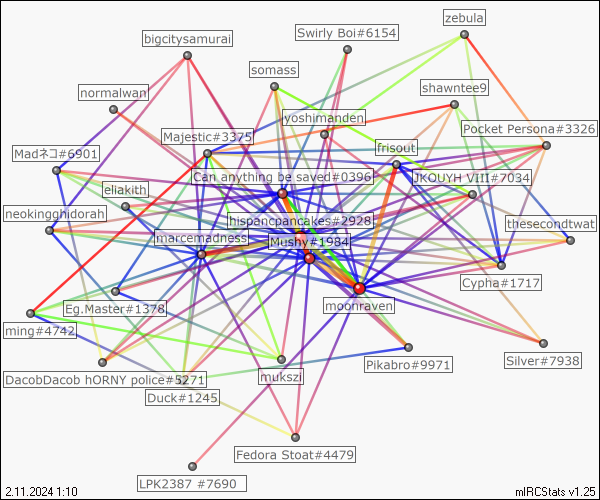 zebula
Swirly Boi#6154
bigcitysamurai
somass
shawntee9
normalwan
yoshimanden
Pocket Persona#3326
Majestic#3375
frisout
Madネコ#6901
Can anything be saved#0396
JKOUYH VIII#7034
eliakith
neokingghidorah
hispancpancakes#2928
thesecondtwat
marcemadness
Mushy#1984
Cypha#1717
moonraven
Eg.Master#1378
ming#4742
Silver#7938
Pikabro#9971
DacobDacob hORNY police#5271
mukszi
Duck#1245
Fedora Stoat#4479
LPK2387 #7690
2.11.2024 1:10
mIRCStats v1.25